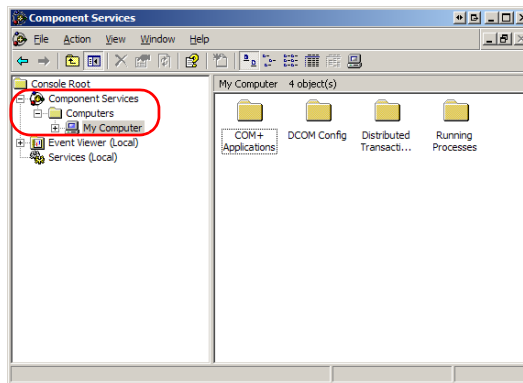 Component Services
File Action View Window Help
Console Root
Component Services
Computers
My Computer
Event Viewer (Local)
Services (Local)
My Computer 4 object(s)
COM+ Applications
DCOM Config
Distributed Transacti...
Running Processes